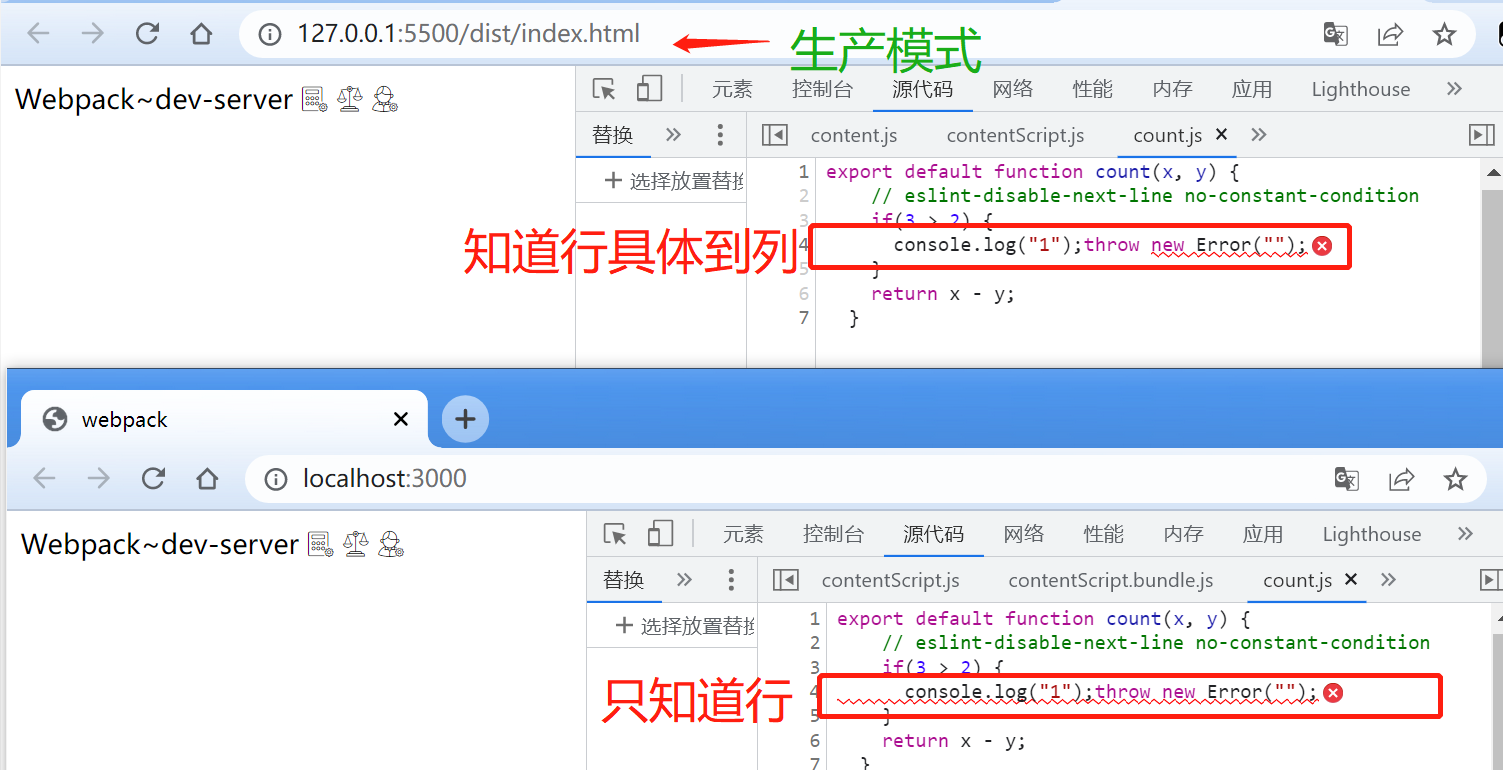 127.0.0.1:5500/dist/index.html
生产模式
Webpack~dev-server
元素 控制台 源代码 网络 性能 内存 应用 Lighthouse »
替换 » content.js contentScript.js count.js × »
+ 选择放置替换
1 export default function count(x, y) {
2 // eslint-disable-next-line no-constant-condition
3 if(3 > 2) {
知道行具体到列
4 console.log("1");throw new Error("");
5 }
6 return x - y;
7 }
webpack × +
localhost:3000
Webpack~dev-server
元素 控制台 源代码 网络 性能 内存 应用 Lighthouse »
替换 » contentScript.js contentScript.bundle.js count.js × »
+ 选择放置替换
1 export default function count(x, y) {
2 // eslint-disable-next-line no-constant-condition
3 if(3 > 2) {
只知道行
4 console.log("1");throw new Error("");
5 }
6 return x - y;
7 }